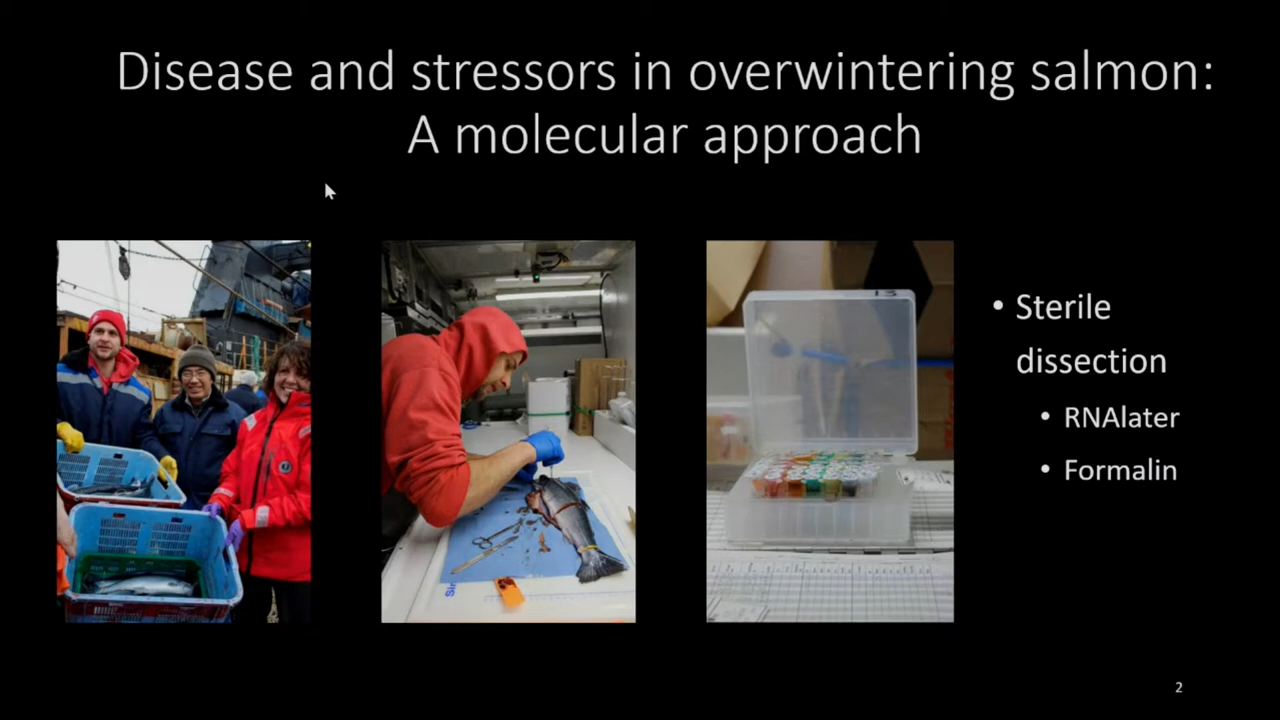 Disease and stressors in overwintering salmon:
A molecular approach
• Sterile
dissection
• RNAlater
• Formalin
2